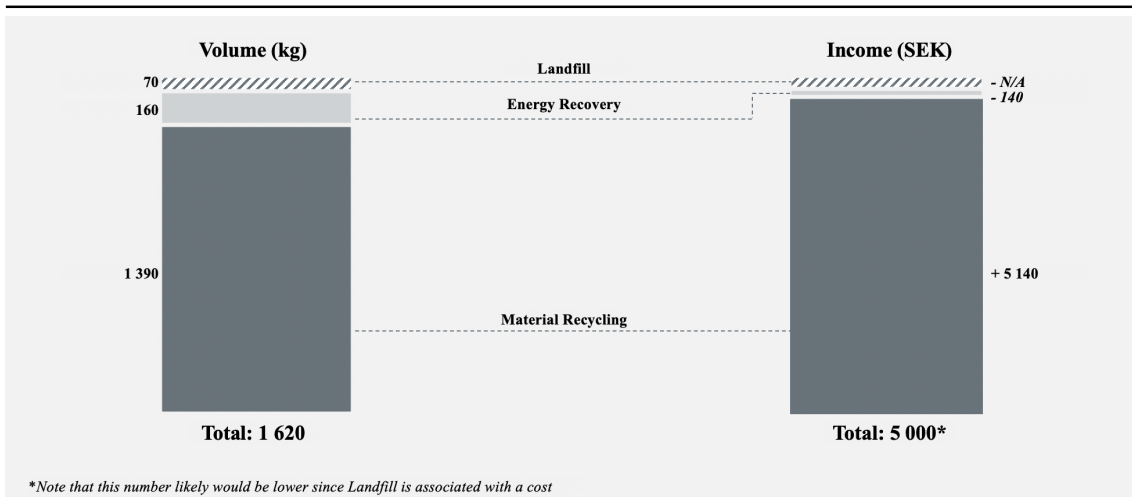 Volume (kg)
Income (SEK)
70
Landfill
- N/A
160
Energy Recovery
- 140
1 390
+ 5 140
Material Recycling
Total: 1 620
Total: 5 000*
*Note that this number likely would be lower since Landfill is associated with a cost